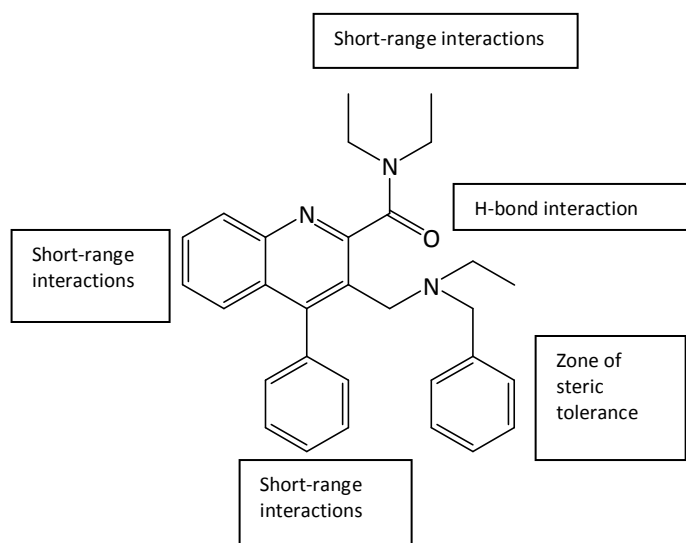 Short-range interactions
N
N
O
H-bond interaction
Short-range
interactions
N
Zone of
steric
tolerance
Short-range
interactions